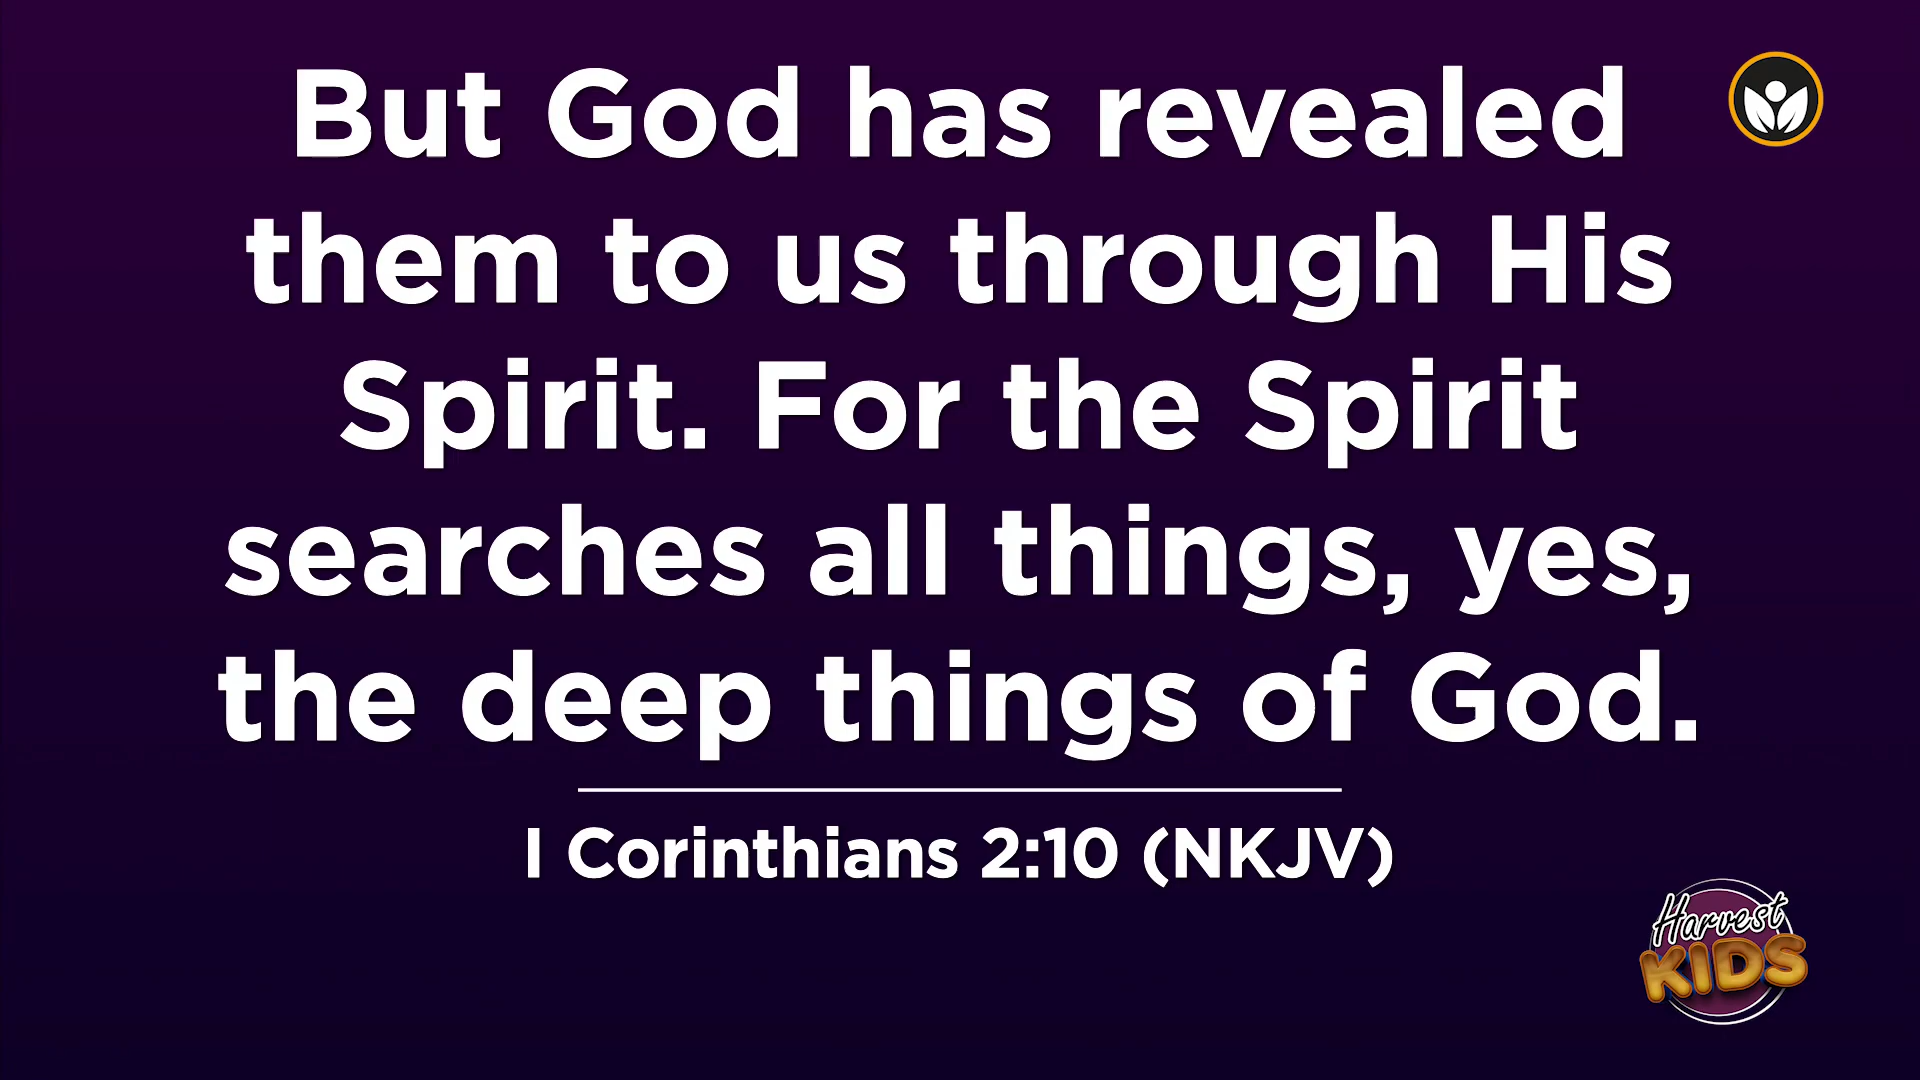 But God has revealed
them to us through His
Spirit. For the Spirit
searches all things, yes,
the deep things of God.
I Corinthians 2:10 (NKJV)
Harvest
KIDS